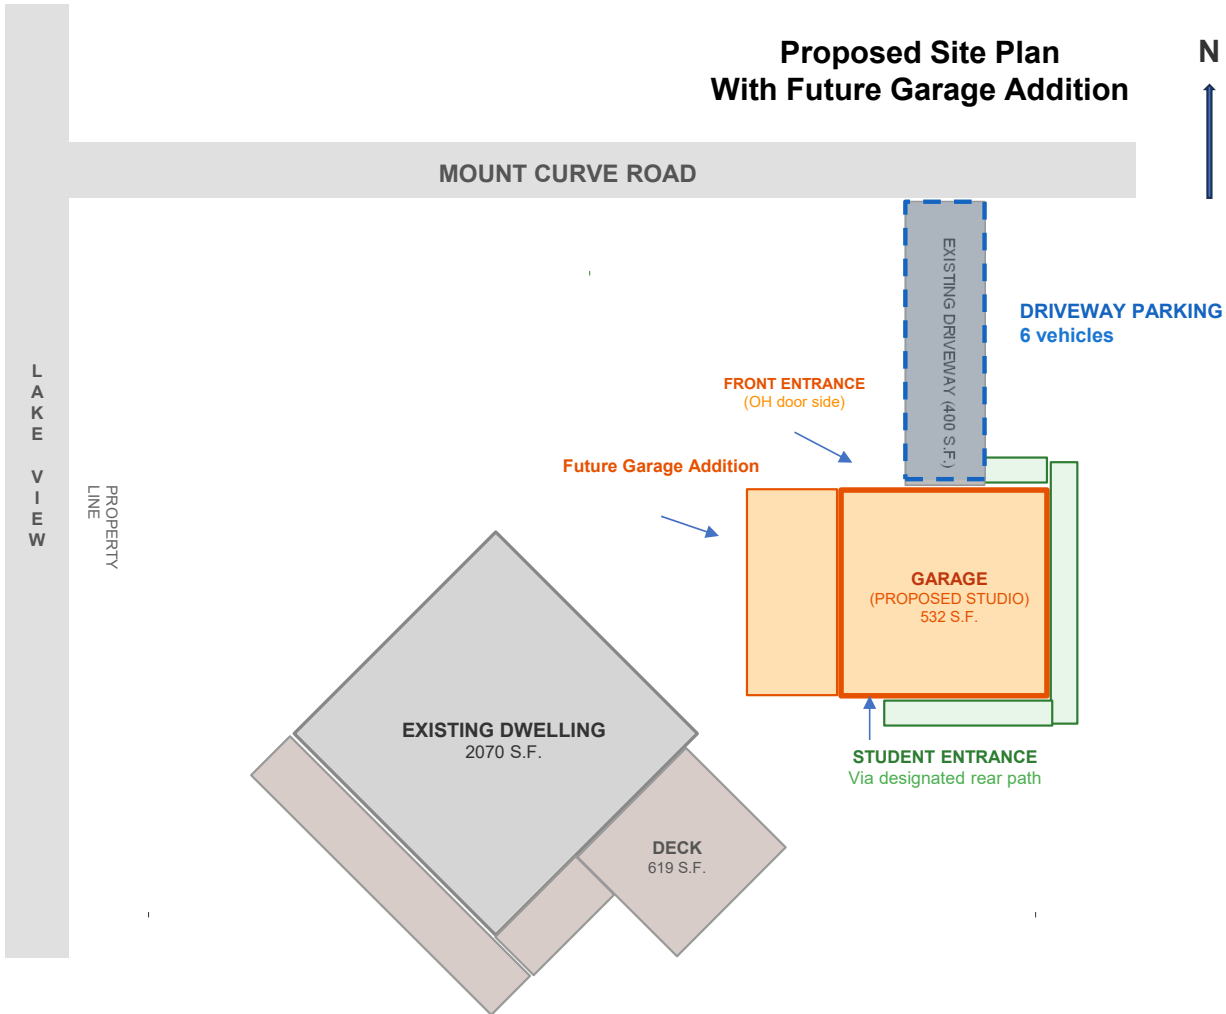 Proposed Site Plan
With Future Garage Addition
N
MOUNT CURVE ROAD
EXISTING DRIVEWAY (400 S.F.)
DRIVEWAY PARKING
6 vehicles
LAKE VIEW
PROPERTY
LINE
FRONT ENTRANCE
(OH door side)
Future Garage Addition
GARAGE
(PROPOSED STUDIO)
532 S.F.
EXISTING DWELLING
2070 S.F.
STUDENT ENTRANCE
Via designated rear path
DECK
619 S.F.